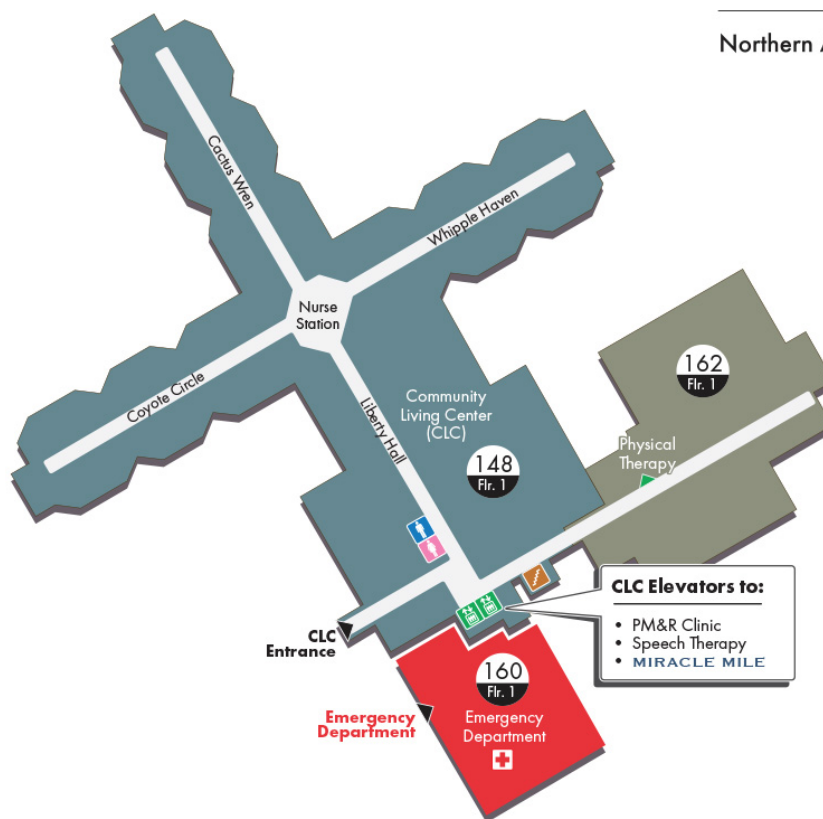 Northern
Cactus Wren
Whipple Haven
Nurse
Station
Coyote Circle
Liberty Hall
Community
Living Center
(CLC)
148
Flr. 1
162
Flr. 1
Physical
Therapy
CLC
Entrance
CLC Elevators to:
• PM&R Clinic
• Speech Therapy
• MIRACLE MILE
160
Flr. 1
Emergency
Department
Emergency
Department